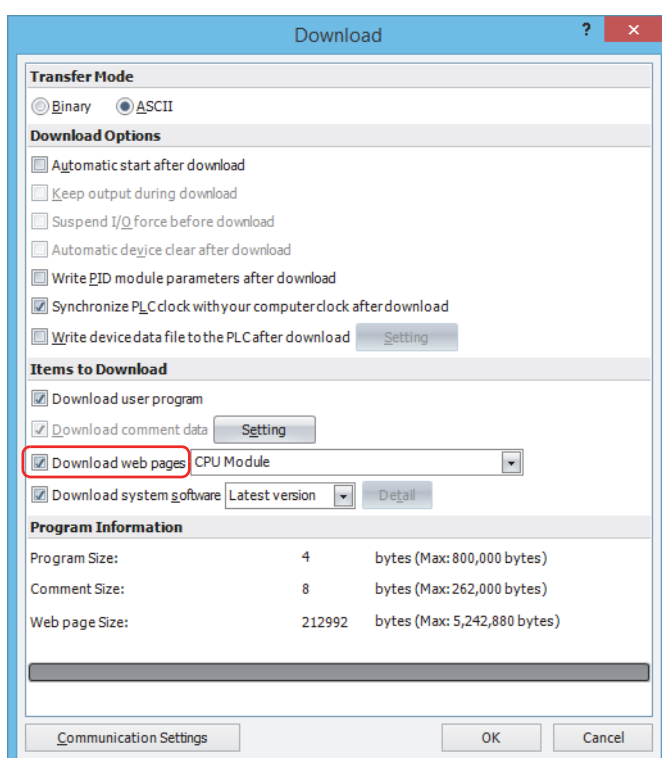 Download
?
×
Transfer Mode
Binary ASCII
Download Options
Automatic start after download
Keep output during download
Suspend I/O force before download
Automatic device clear after download
Write PID module parameters after download
Synchronize PLC clock with your computer clock after download
Write device data file to the PLC after download Setting
Items to Download
Download user program
Download comment data Setting
Download web pages CPU Module
Download system software Latest version Detail
Program Information
Program Size: 4 bytes (Max: 800,000 bytes)
Comment Size: 8 bytes (Max: 262,000 bytes)
Web page Size: 212992 bytes (Max: 5,242,880 bytes)
Communication Settings OK Cancel